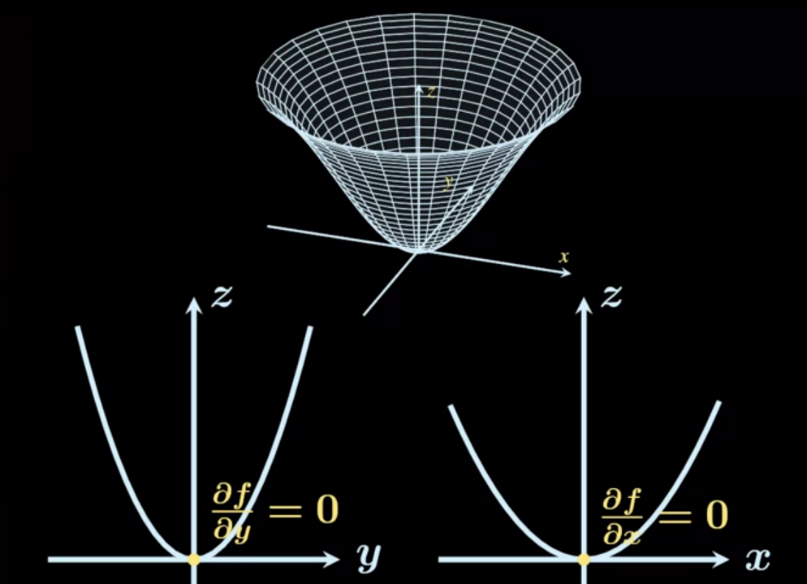 z
y
x
z
z
∂f/∂y = 0
∂f/∂x = 0
y
x